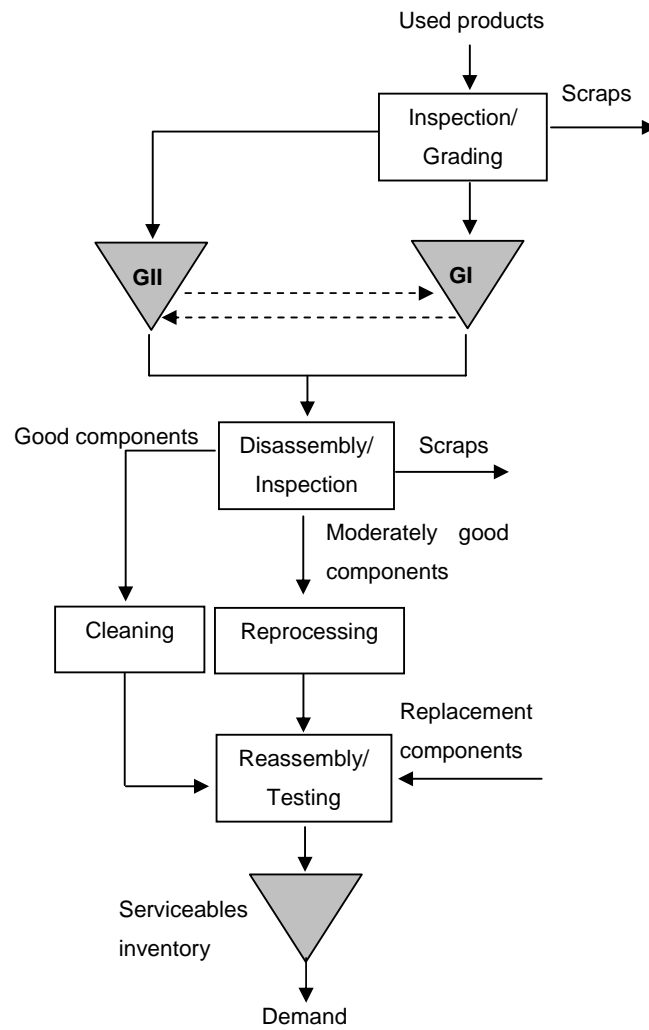 Used products
Scraps
Inspection/
Grading
GII
GI
Good components
Disassembly/
Inspection
Scraps
Moderately good
components
Cleaning
Reprocessing
Replacement
components
Reassembly/
Testing
Serviceables
inventory
Demand